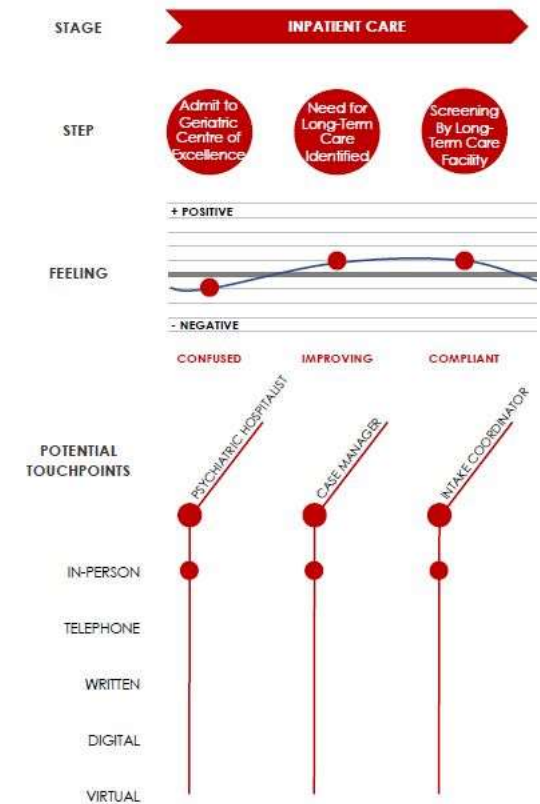 STAGE
INPATIENT CARE
STEP
Admit to
Geriatric
Centre of
Excellence
Need for
Long-Term
Care
Identified
Screening
By Long-
Term Care
Facility
+ POSITIVE
FEELING
- NEGATIVE
CONFUSED
IMPROVING
COMPLIANT
POTENTIAL
TOUCHPOINTS
PSYCHIATRIC HOSPITALIST
CASE MANAGER
INTAKE COORDINATOR
IN-PERSON
TELEPHONE
WRITTEN
DIGITAL
VIRTUAL